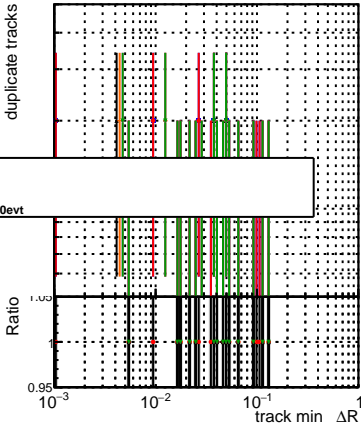 duplicate tracks
0evt
Ratio
1.05
1
0.95
10⁻³ 10⁻² 10⁻¹ 1
track min ΔR